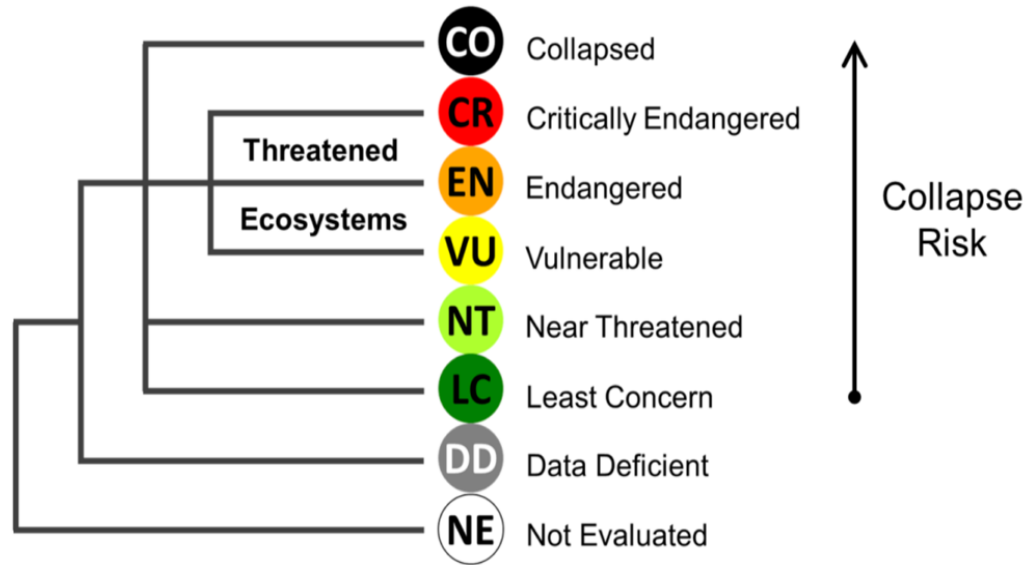 CO Collapsed
CR Critically Endangered
Threatened
EN Endangered
Ecosystems
VU Vulnerable
NT Near Threatened
LC Least Concern
DD Data Deficient
NE Not Evaluated
Collapse
Risk